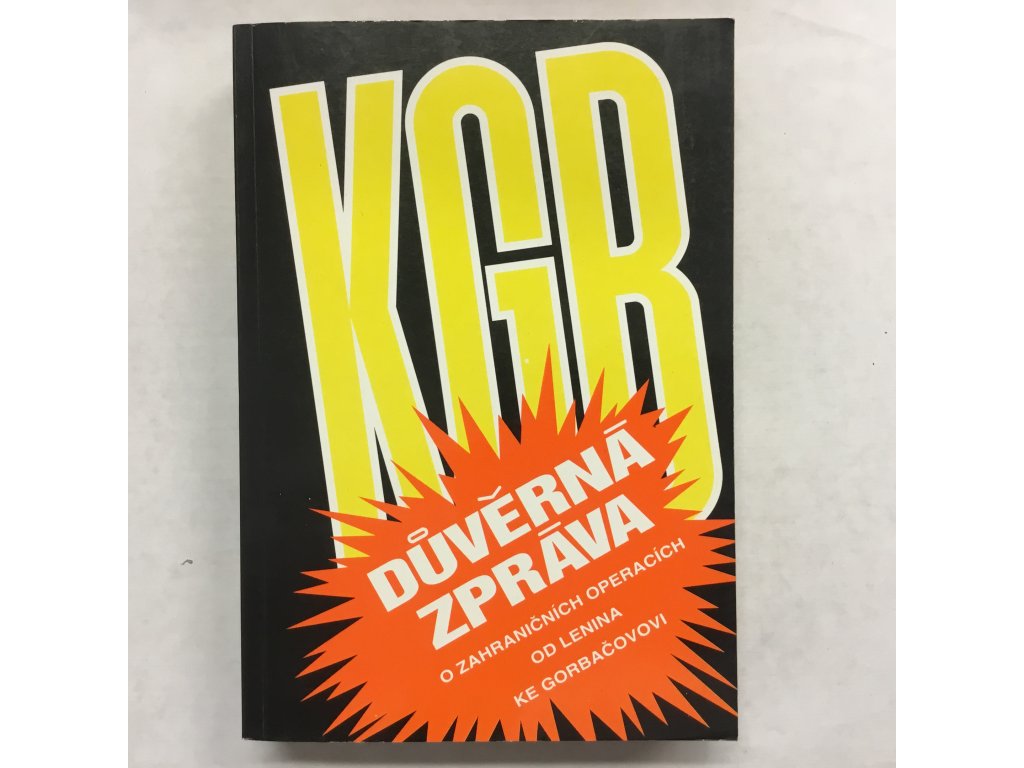 KGB
DŮVĚRNÁ
ZPRÁVA
O ZAHRANIČNÍCH OPERACÍCH
OD LENINA
KE GORBAČOVOVI